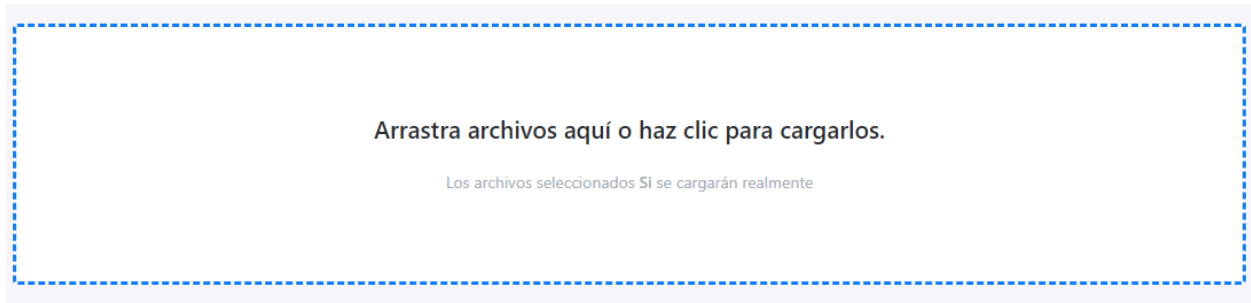 Arrastra archivos aquí o haz clic para cargarlos.
Los archivos seleccionados Si se cargarán realmente